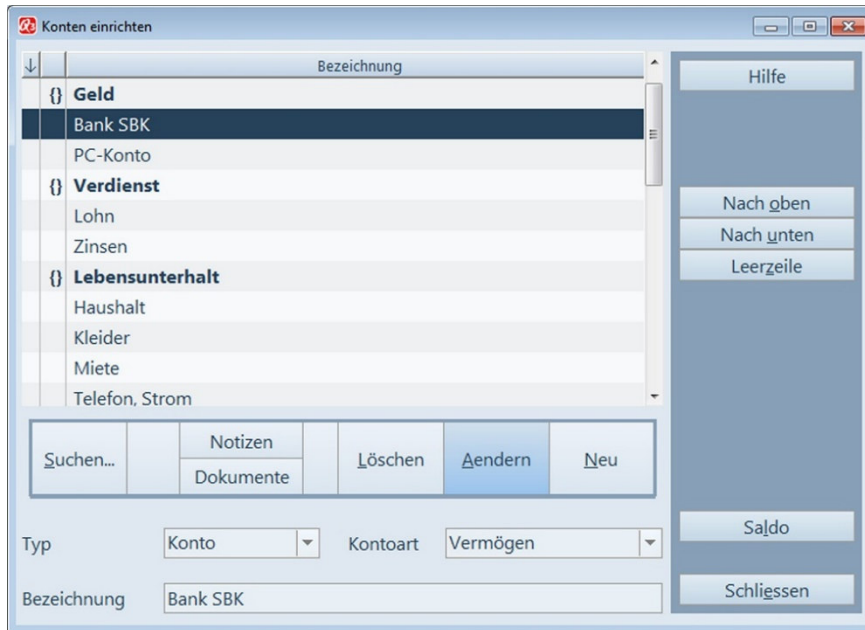 Konten einrichten
Bezeichnung
{} Geld
Bank SBK
PC-Konto
{} Verdienst
Lohn
Zinsen
{} Lebensunterhalt
Haushalt
Kleider
Miete
Telefon, Strom
Hilfe
Nach oben
Nach unten
Leerzeile
Suchen...
Notizen
Dokumente
Löschen
Aendern
Neu
Saldo
Typ
Konto
Kontoart
Vermögen
Bezeichnung
Bank SBK
Schliessen